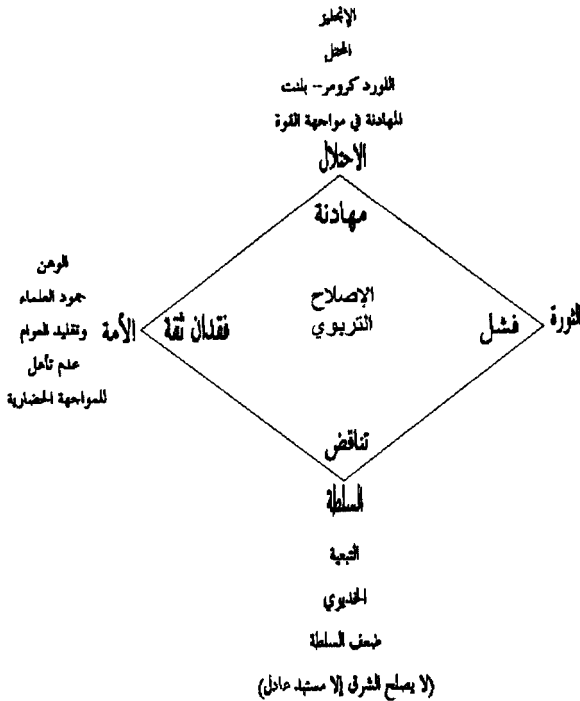 الإنجليز
المحتل
اللورد كرومر -- بلنت
المهادنة في مواجهة القوة
الاحتلال
مهادنة
الإصلاح
التربوي
الثورة
فشل
فقدان ثقة
الأمة
الوهن
جمود العلماء
وتقليد العوام
عدم تأهل
للمواجهة الحضارية
تناقض
السلطة
التبعية
الخديوي
ضعف السلطة
(لا يصلح الشرق إلا مستبد عادل)